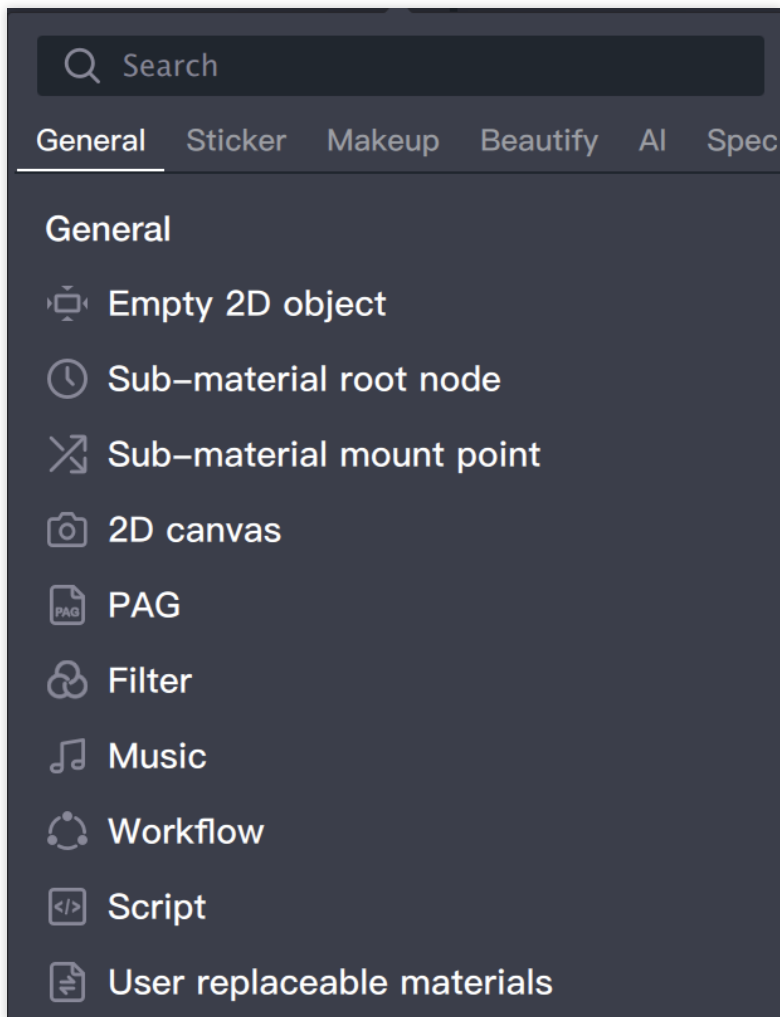 Search
General Sticker Makeup Beautify AI Spec
General
Empty 2D object
Sub-material root node
Sub-material mount point
2D canvas
PAG PAG
Filter
Music
Workflow
</> Script
User replaceable materials